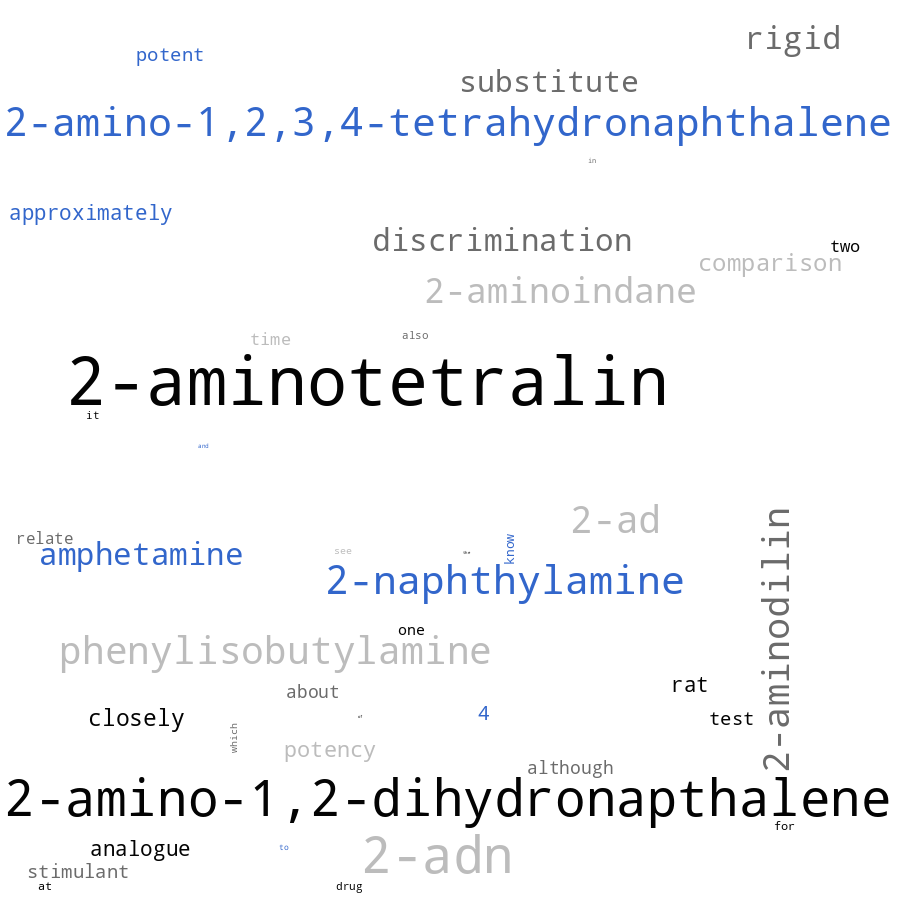 rigid
potent
substitute
2-amino-1,2,3,4-tetrahydronaphthalene
in
approximately
discrimination
two
comparison
2-aminoindane
also
time
2-aminotetralin
it
and
2-ad
relate
amphetamine
see
know
2-naphthylamine
2-aminodilin
one
phenylisobutylamine
rat
about
4
closely
test
which
potency
although
2-amino-1,2-dihydronapthalene
for
analogue
to
2-adn
stimulant
at
drug